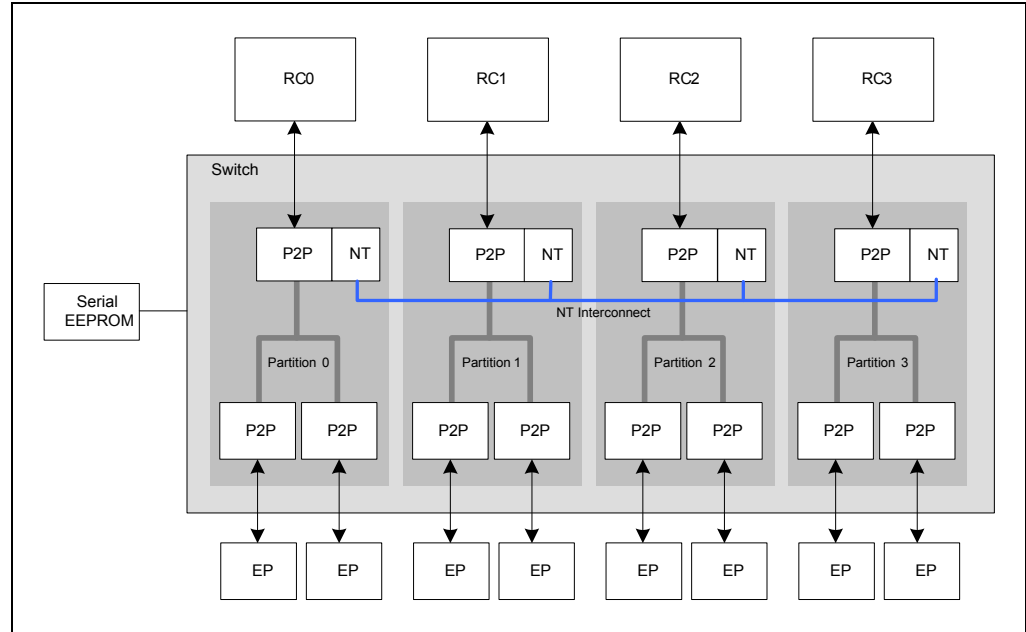 RC0
RC1
RC2
RC3
Switch
P2P
NT
P2P
NT
P2P
NT
P2P
NT
Serial
EEPROM
NT Interconnect
Partition 0
Partition 1
Partition 2
Partition 3
P2P
P2P
P2P
P2P
P2P
P2P
P2P
P2P
EP
EP
EP
EP
EP
EP
EP
EP